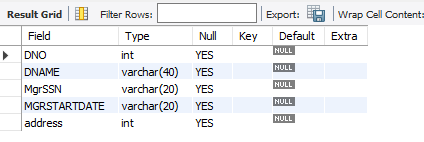 Result Grid Filter Rows: Export: Wrap Cell Content:
Field Type Null Key Default Extra
DNO int YES NULL
DNAME varchar(40) YES NULL
MgrSSN varchar(20) YES NULL
MGRSTARTDATE varchar(20) YES NULL
address int YES NULL